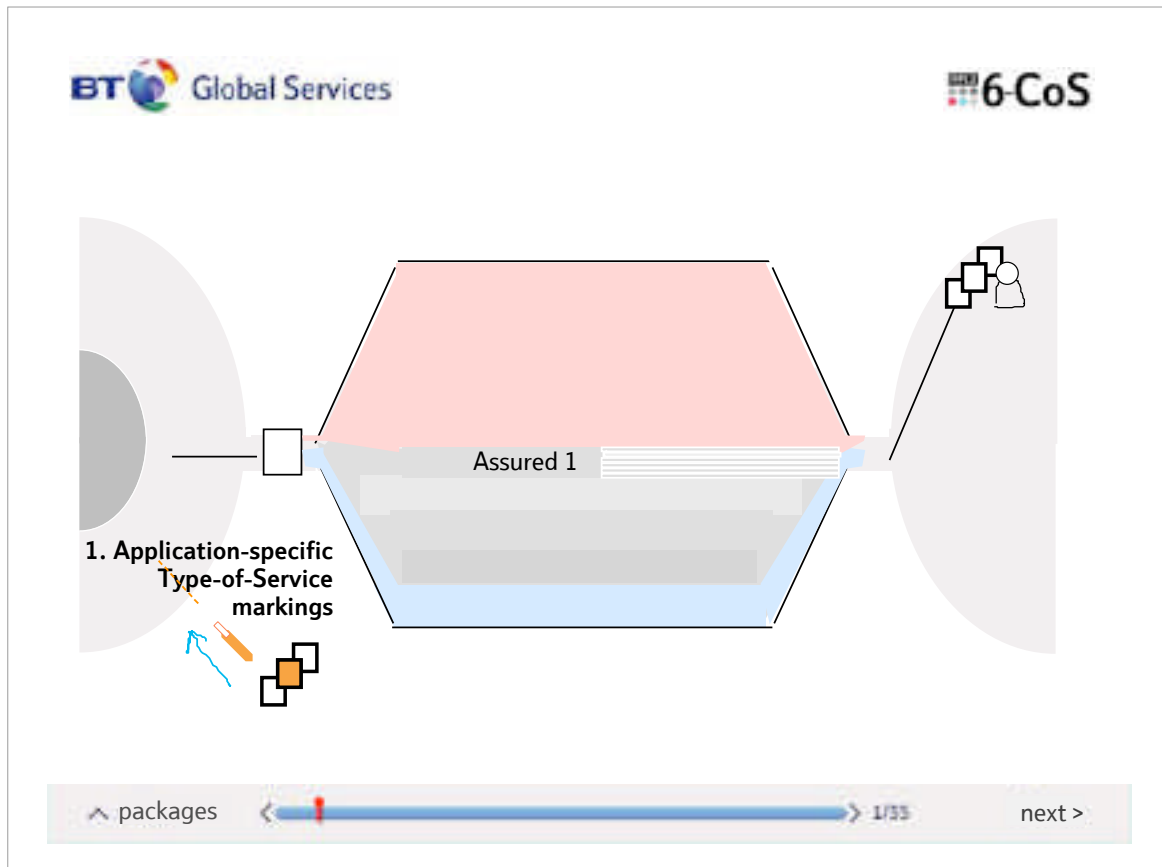 BT Global Services
6-CoS
Assured 1
1. Application-specific
Type-of-Service
markings
packages
1/35
next >